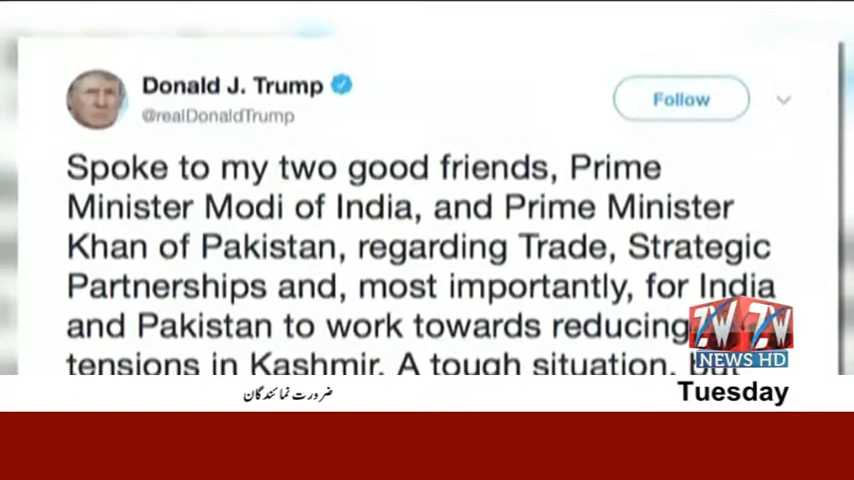 Donald J. Trump
@realDonaldTrump
Follow
Spoke to my two good friends, Prime
Minister Modi of India, and Prime Minister
Khan of Pakistan, regarding Trade, Strategic
Partnerships and, most importantly, for India
and Pakistan to work towards reducing
tensions in Kashmir. A tough situation, but
ZW ZW
NEWS HD
Tuesday
ضرورت نمائندگان